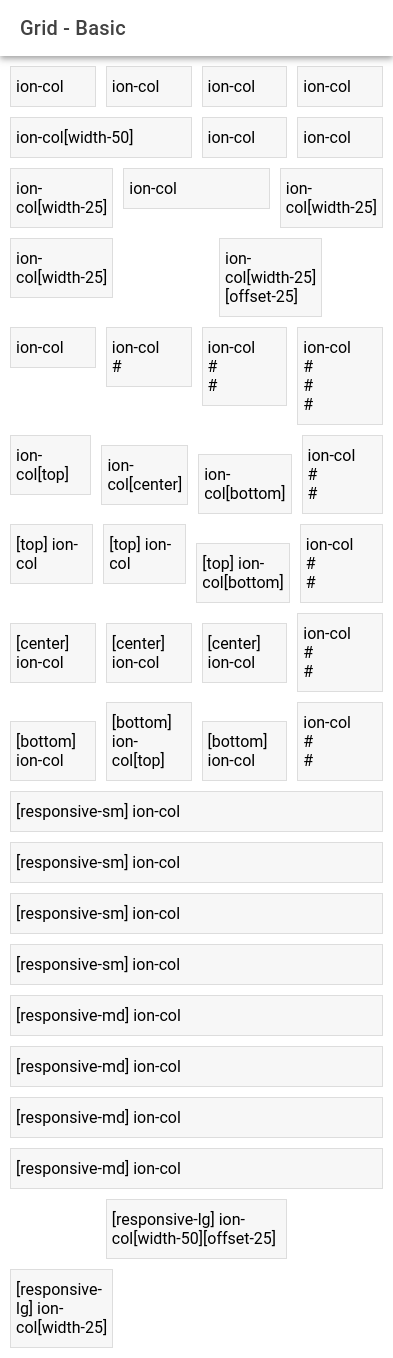 Grid - Basic
ion-col
ion-col
ion-col
ion-col
ion-col[width-50]
ion-col
ion-col
ion-
col[width-25]
ion-col
ion-
col[width-25]
ion-
col[width-25]
ion-
col[width-25]
[offset-25]
ion-col
ion-col
#
ion-col
#
#
ion-col
#
#
#
ion-
col[top]
ion-
col[center]
ion-
col[bottom]
ion-col
#
#
[top] ion-
col
[top] ion-
col
[top] ion-
col[bottom]
ion-col
#
#
[center]
ion-col
[center]
ion-col
[center]
ion-col
ion-col
#
#
[bottom]
ion-col
[bottom]
ion-
col[top]
[bottom]
ion-col
ion-col
#
#
[responsive-sm] ion-col
[responsive-sm] ion-col
[responsive-sm] ion-col
[responsive-sm] ion-col
[responsive-md] ion-col
[responsive-md] ion-col
[responsive-md] ion-col
[responsive-md] ion-col
[responsive-lg] ion-
col[width-50][offset-25]
[responsive-
lg] ion-
col[width-25]